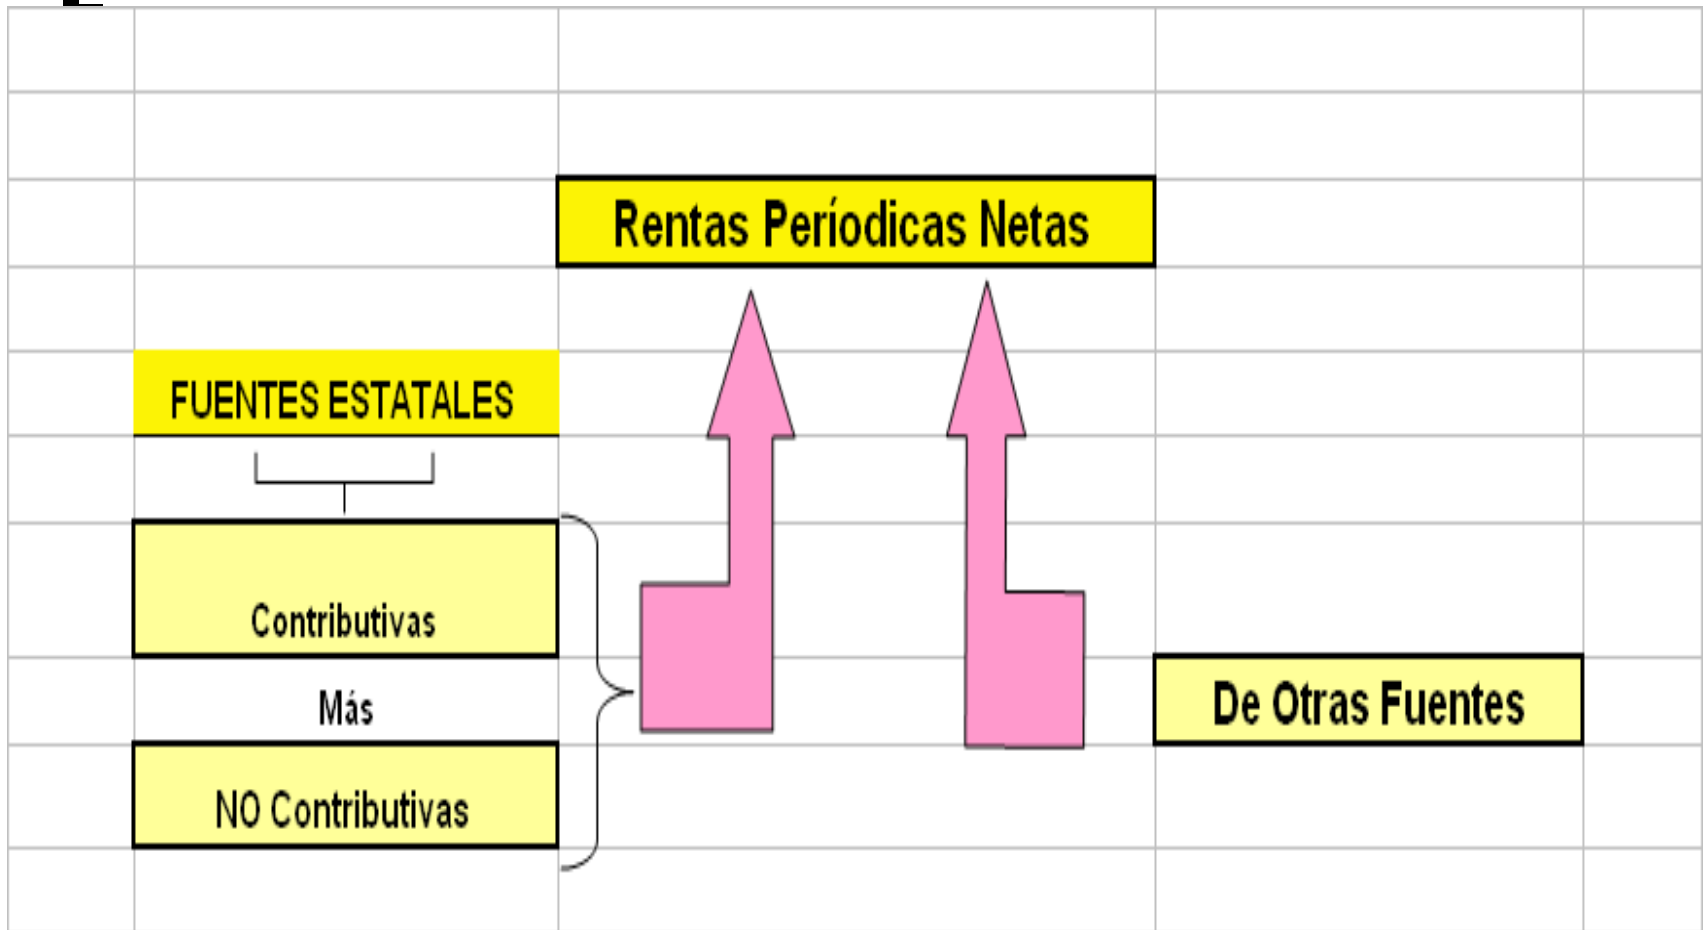 Rentas Períodicas Netas
FUENTES ESTATALES
Contributivas
Más
De Otras Fuentes
NO Contributivas